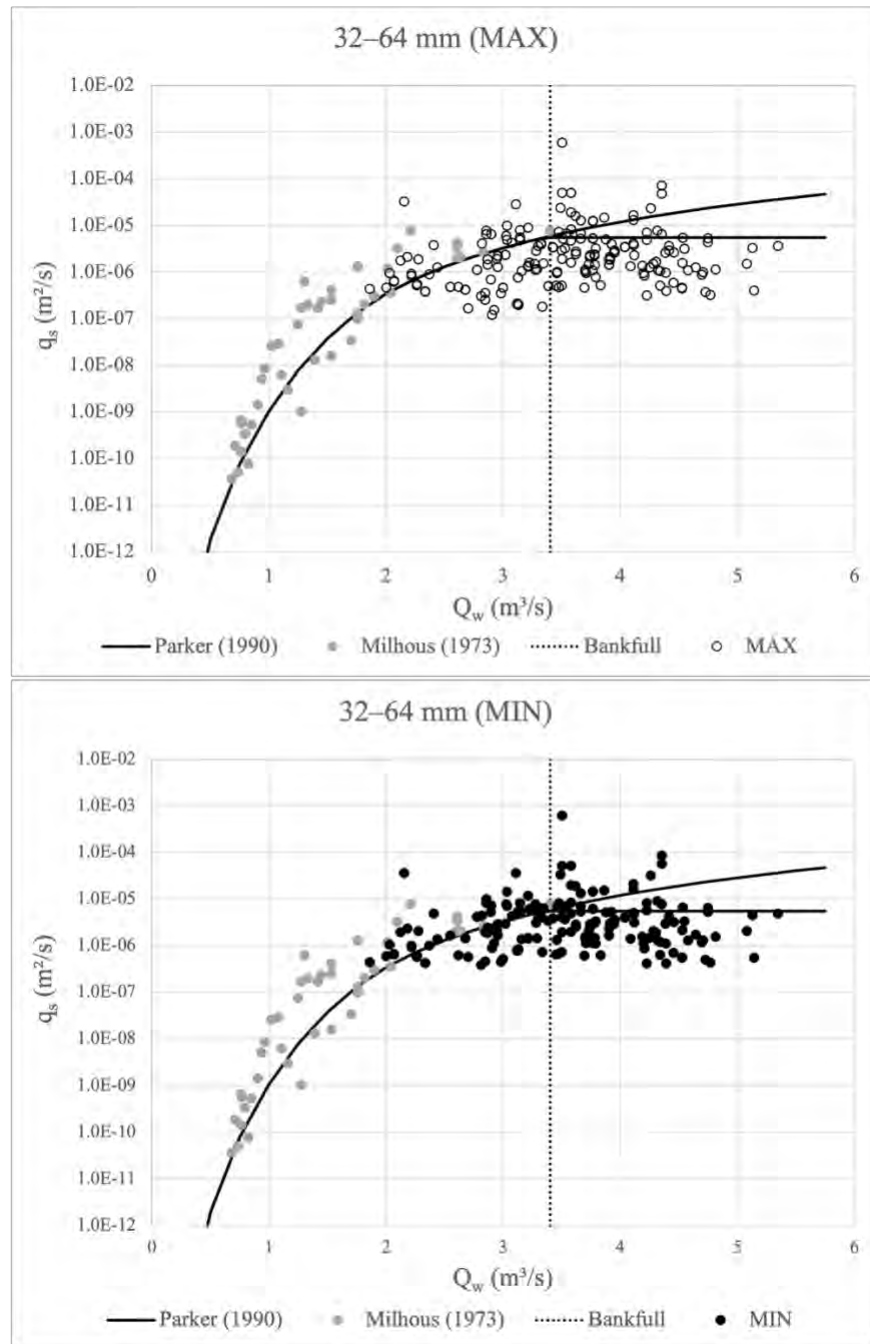 32–64 mm (MAX)
1.0E-02
1.0E-03
1.0E-04
1.0E-05
1.0E-06
1.0E-07
1.0E-08
1.0E-09
1.0E-10
1.0E-11
1.0E-12
qs (m²/s)
0 1 2 3 4 5 6
Qw (m³/s)
Parker (1990) Milhous (1973) Bankfull MAX
32–64 mm (MIN)
1.0E-02
1.0E-03
1.0E-04
1.0E-05
1.0E-06
1.0E-07
1.0E-08
1.0E-09
1.0E-10
1.0E-11
1.0E-12
qs (m²/s)
0 1 2 3 4 5 6
Qw (m³/s)
Parker (1990) Milhous (1973) Bankfull MIN